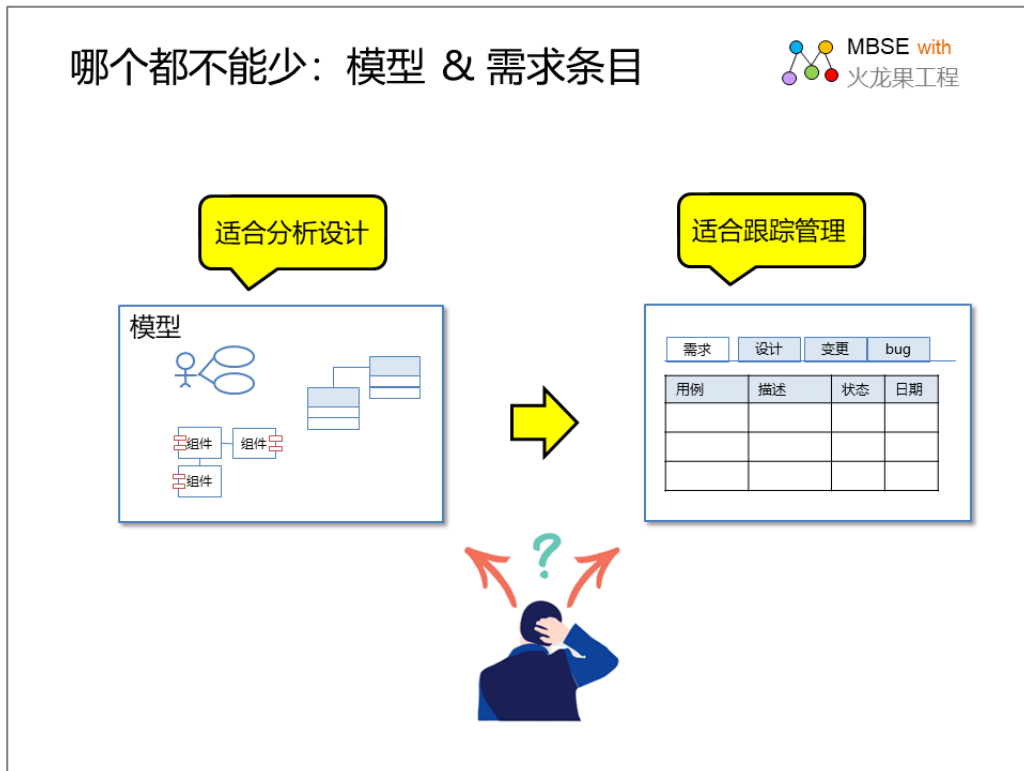 哪个都不能少：模型 & 需求条目
MBSE with
火龙果工程
适合分析设计
适合跟踪管理
模型
组件 组件
组件
需求 设计 变更 bug
用例 描述 状态 日期
?